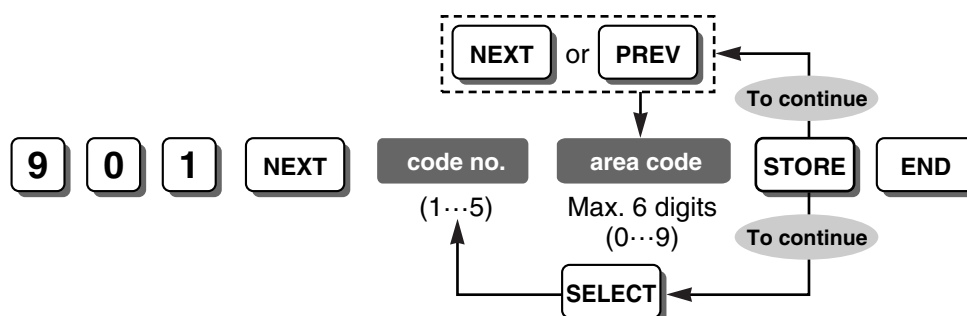 NEXT or PREV
To continue
9 0 1 NEXT code no. area code STORE END
(1···5) Max. 6 digits
(0···9)
To continue
SELECT